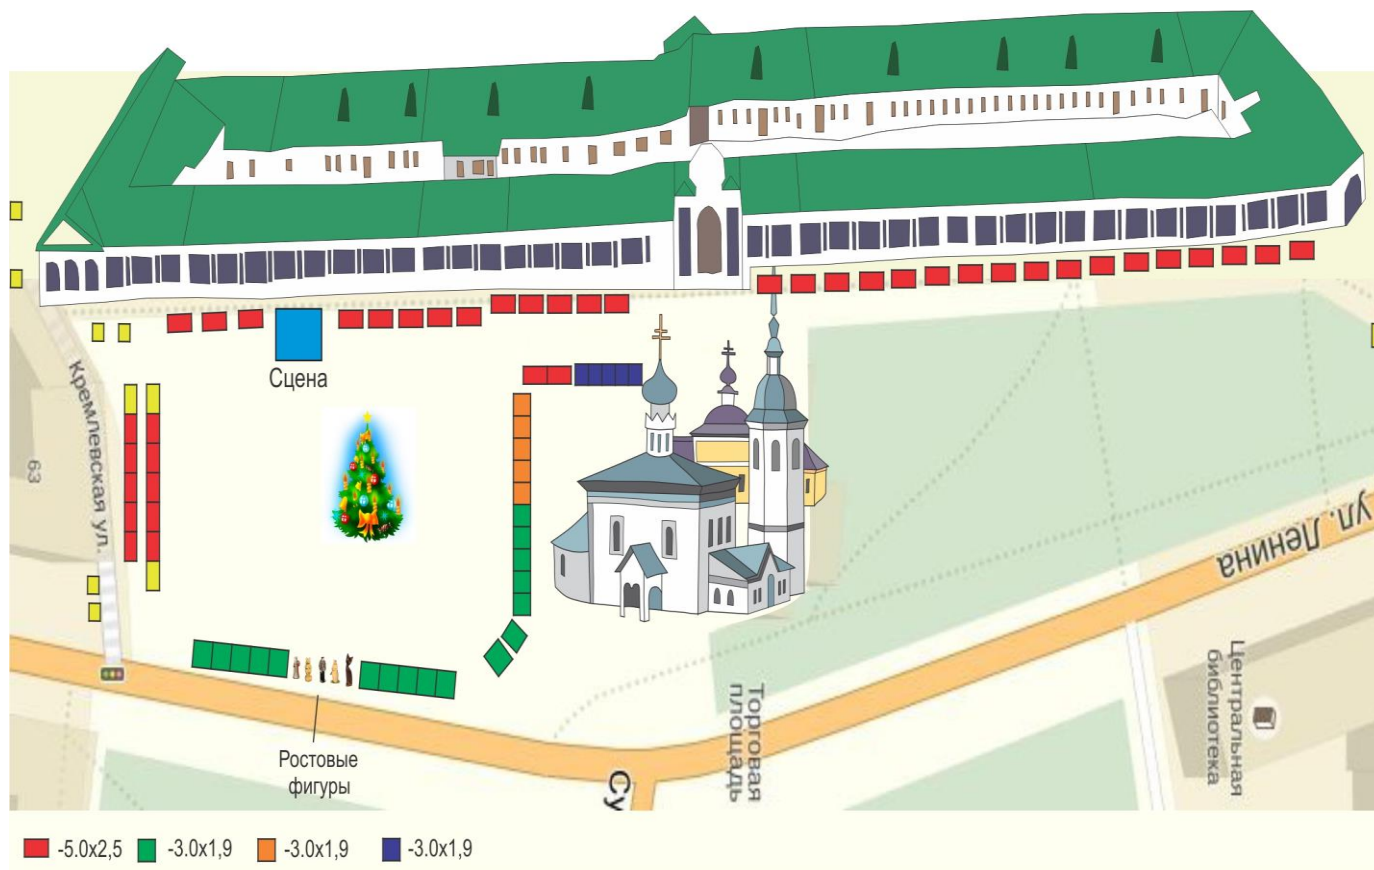 Сцена
Кремлевская ул.
63
ул. Ленина
Центральная
библиотека
Торговая
площадь
Су
Ростовые
фигуры
-5.0x2,5 -3.0x1,9 -3.0x1,9 -3.0x1,9